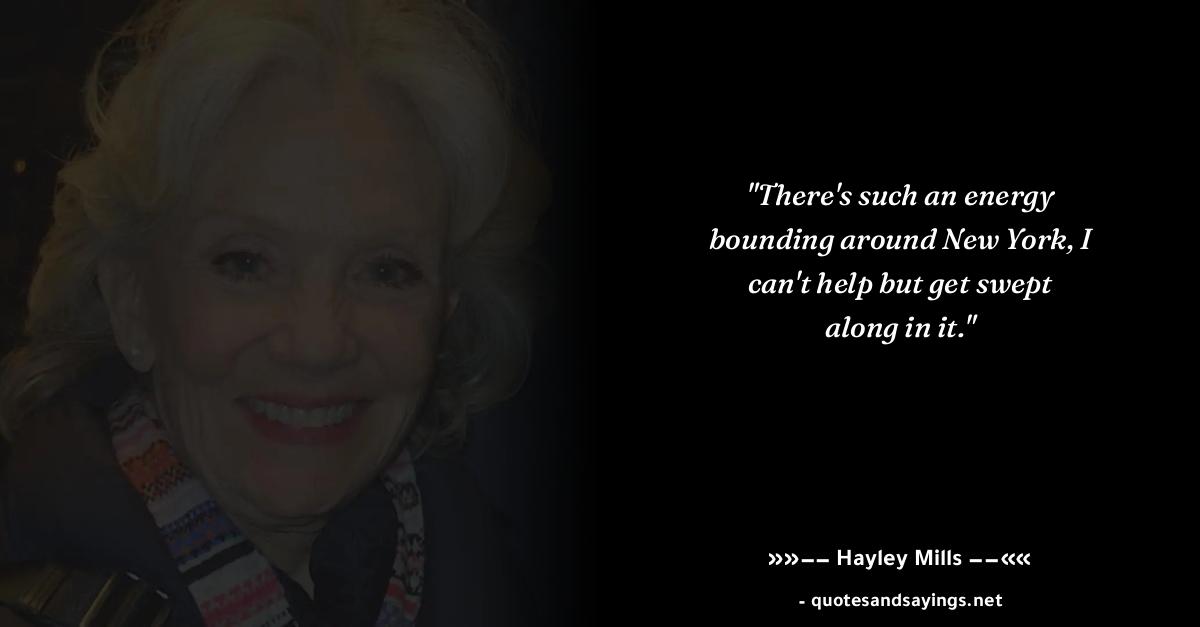 "There's such an energy
bounding around New York, I
can't help but get swept
along in it."
»»−− Hayley Mills −−««
- quotesandsayings.net